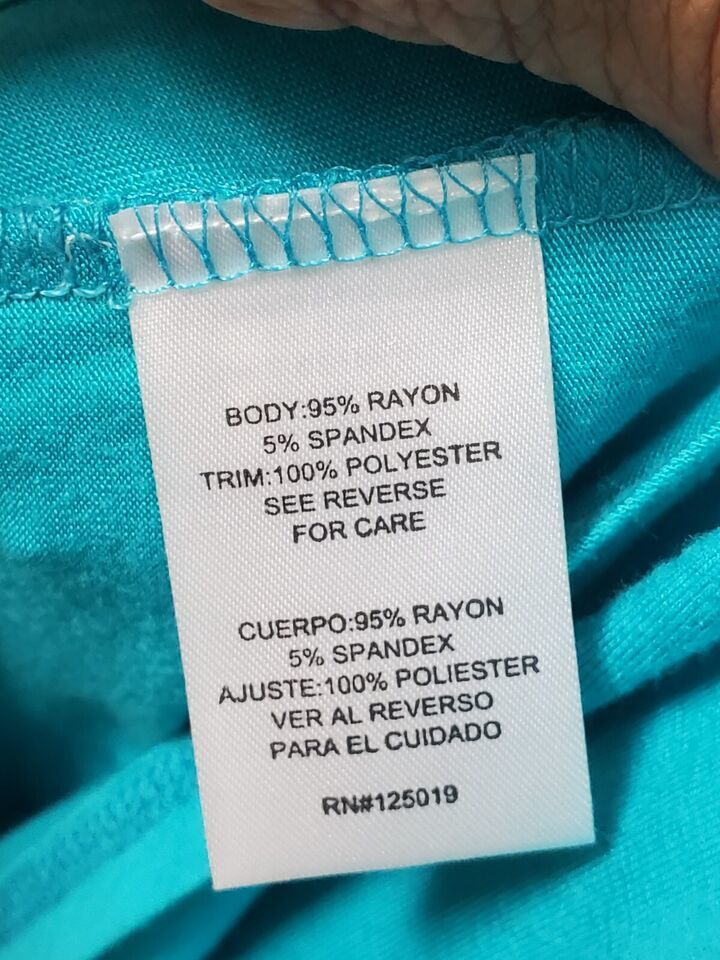 BODY:95% RAYON
5% SPANDEX
TRIM:100% POLYESTER
SEE REVERSE
FOR CARE
CUERPO:95% RAYON
5% SPANDEX
AJUSTE:100% POLIESTER
VER AL REVERSO
PARA EL CUIDADO
RN#125019